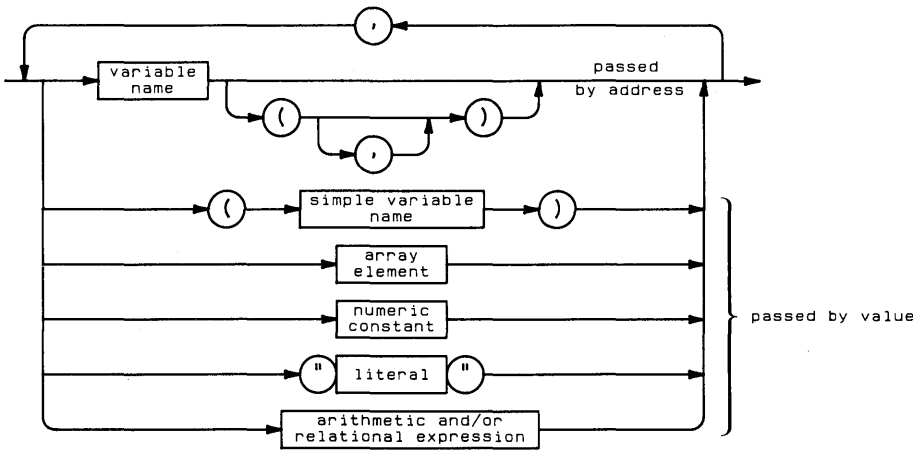 ,
variable
name
passed
by address
(
,
)
(
simple variable
name
)
array
element
numeric
constant
passed by value
"
literal
"
arithmetic and/or
relational expression